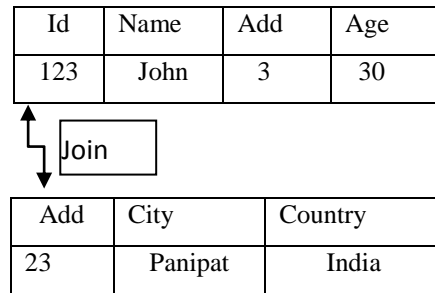 Id Name Add Age
123 John 3 30
Join
Add City Country
23 Panipat India